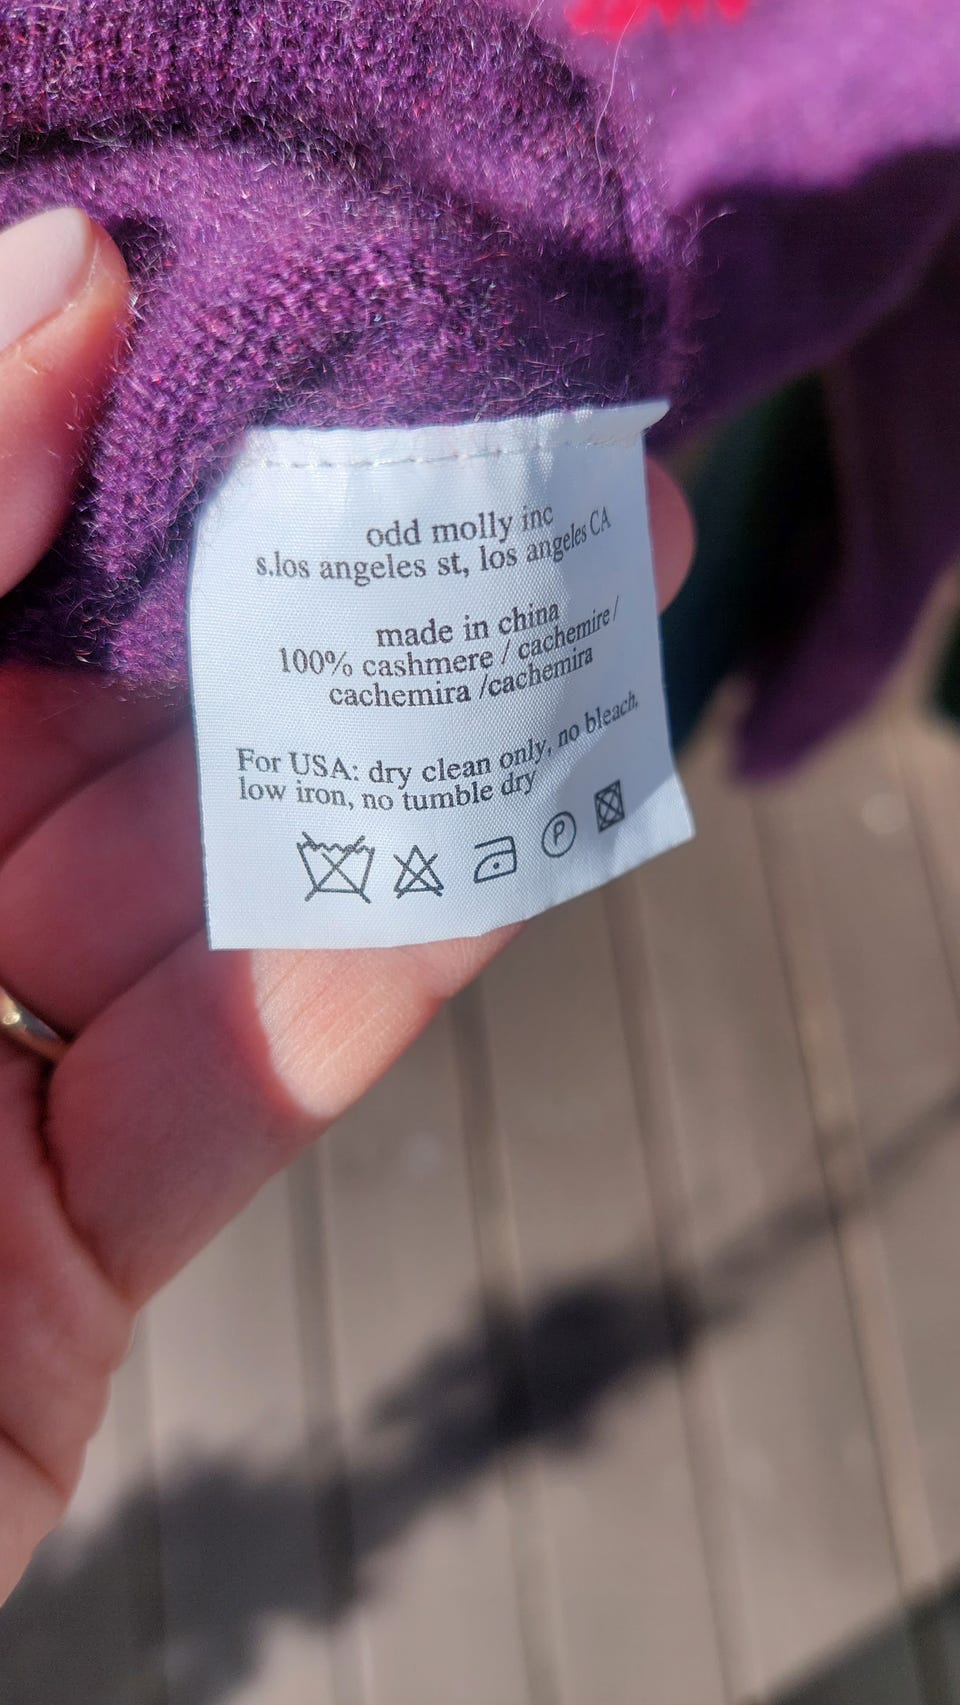 odd molly inc
s.los angeles st, los angeles CA
made in china
100% cashmere / cachemire /
cachemira /cachemira
For USA: dry clean only, no bleach,
low iron, no tumble dry
P